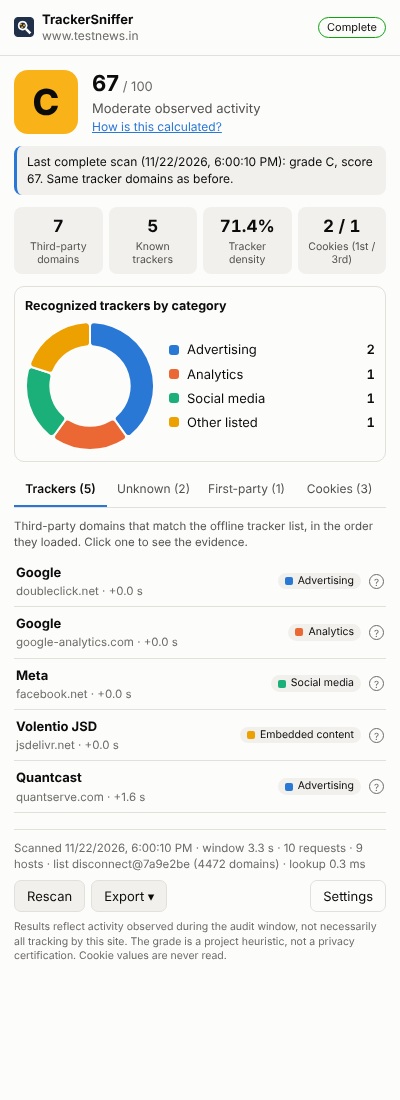 TrackerSniffer
www.testnews.in
Complete
C
67 / 100
Moderate observed activity
How is this calculated?
Last complete scan (11/22/2026, 6:00:10 PM): grade C, score
67. Same tracker domains as before.
7
Third-party
domains
5
Known
trackers
71.4%
Tracker
density
2 / 1
Cookies (1st /
3rd)
Recognized trackers by category
Advertising 2
Analytics 1
Social media 1
Other listed 1
Trackers (5) Unknown (2) First-party (1) Cookies (3)
Third-party domains that match the offline tracker list, in the order
they loaded. Click one to see the evidence.
Google
doubleclick.net · +0.0 s
Advertising ?
Google
google-analytics.com · +0.0 s
Analytics ?
Meta
facebook.net · +0.0 s
Social media ?
Volentio JSD
jsdelivr.net · +0.0 s
Embedded content ?
Quantcast
quantserve.com · +1.6 s
Advertising ?
Scanned 11/22/2026, 6:00:10 PM · window 3.3 s · 10 requests · 9
hosts · list disconnect@7a9e2be (4472 domains) · lookup 0.3 ms
Rescan Export ▾ Settings
Results reflect activity observed during the audit window, not necessarily
all tracking by this site. The grade is a project heuristic, not a privacy
certification. Cookie values are never read.